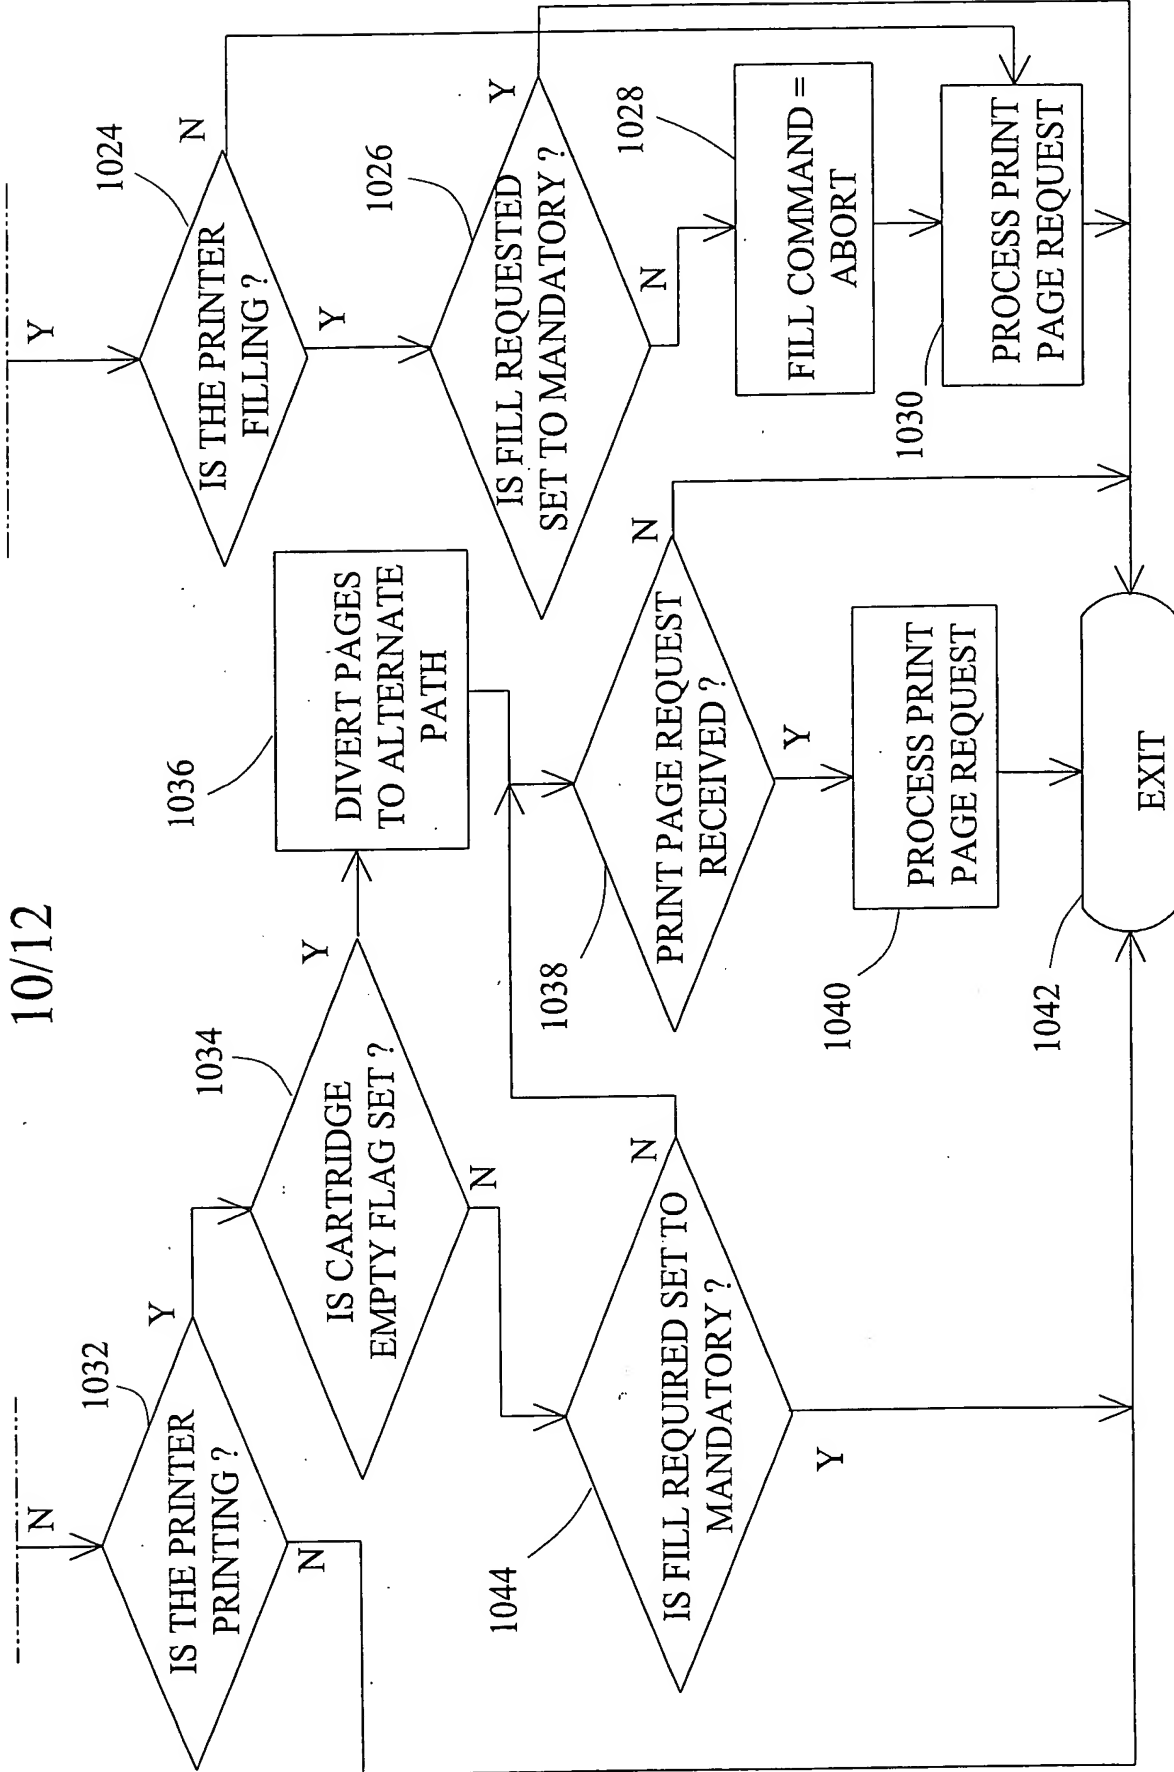 10/12
N
1032
IS THE PRINTER
PRINTING ?
Y
N
1034
IS CARTRIDGE
EMPTY FLAG SET ?
Y
N
1036
DIVERT PAGES
TO ALTERNATE
PATH
1044
IS FILL REQUIRED SET TO
MANDATORY ?
N
Y
1038
PRINT PAGE REQUEST
RECEIVED ?
N
Y
1040
PROCESS PRINT
PAGE REQUEST
1042
EXIT
Y
1024
IS THE PRINTER
FILLING ?
N
Y
1026
IS FILL REQUESTED
SET TO MANDATORY ?
Y
N
1028
FILL COMMAND =
ABORT
1030
PROCESS PRINT
PAGE REQUEST